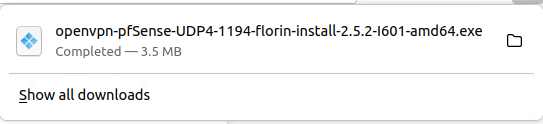 openvpn-pfSense-UDP4-1194-florin-install-2.5.2-I601-amd64.exe
Completed — 3.5 MB
Show all downloads